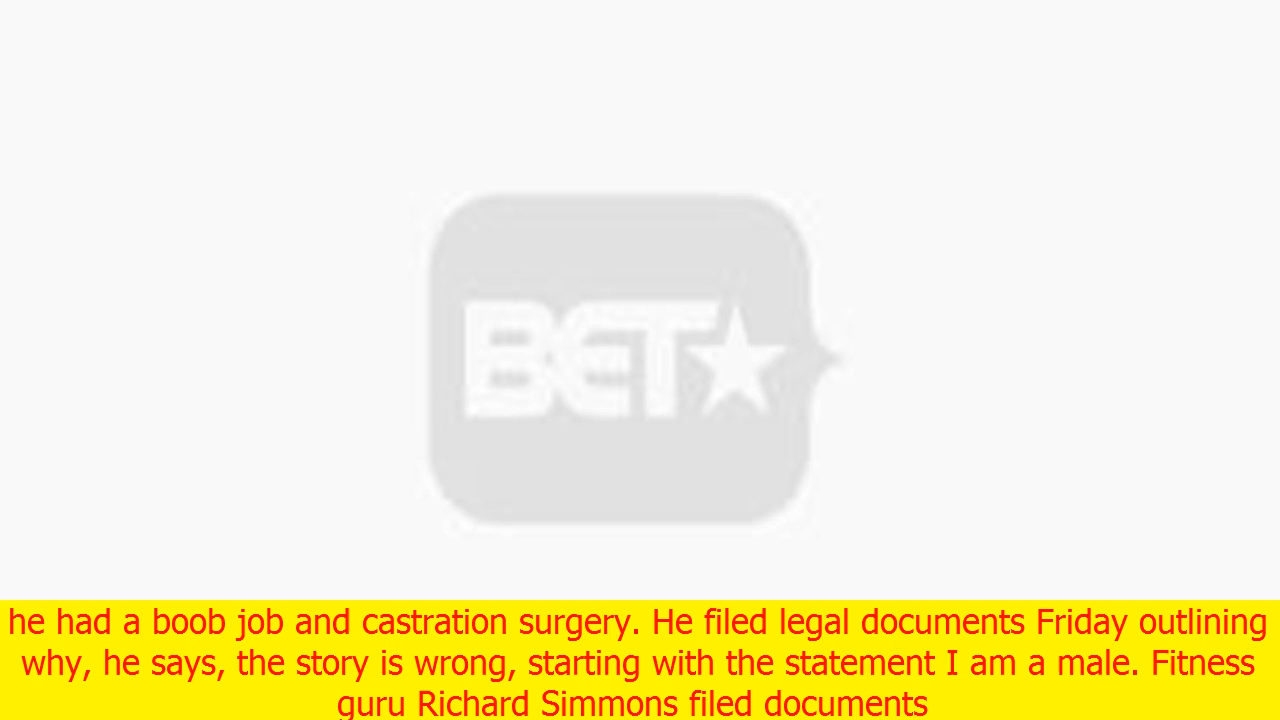 BET
he had a boob job and castration surgery. He filed legal documents Friday outlining
why, he says, the story is wrong, starting with the statement I am a male. Fitness
guru Richard Simmons filed documents